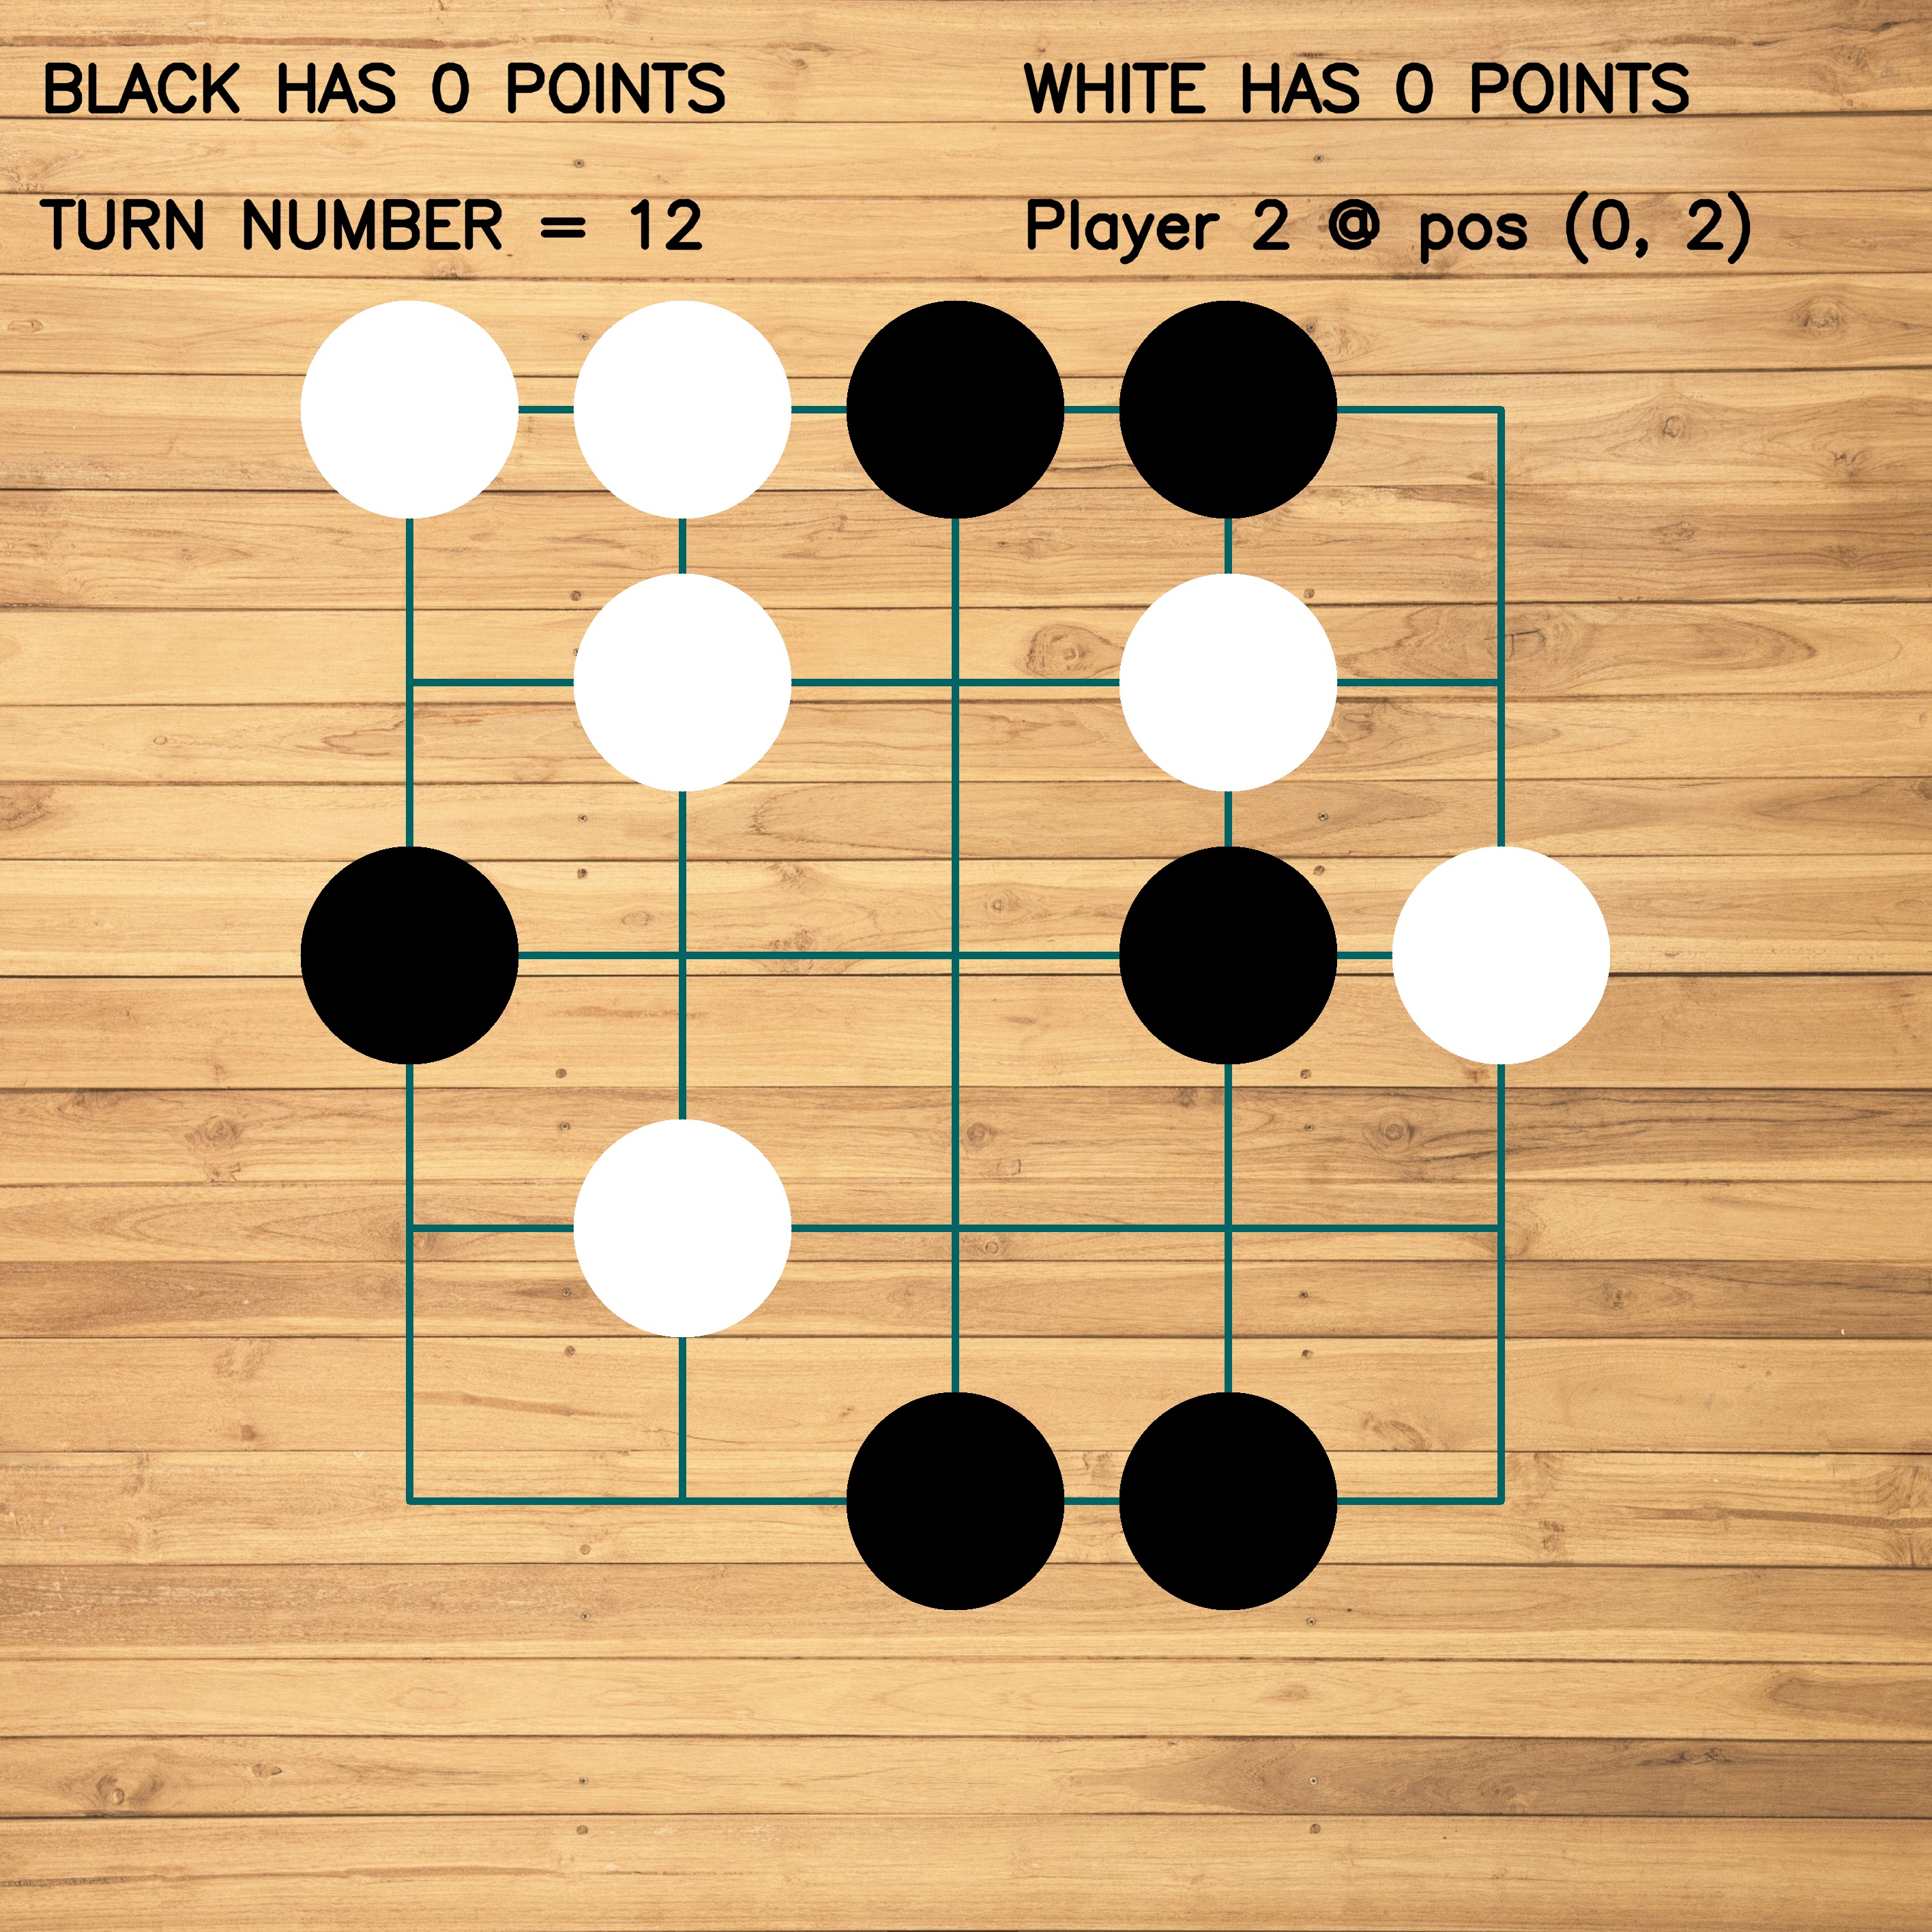 BLACK HAS 0 POINTS
WHITE HAS 0 POINTS
TURN NUMBER = 12
Player 2 @ pos (0, 2)